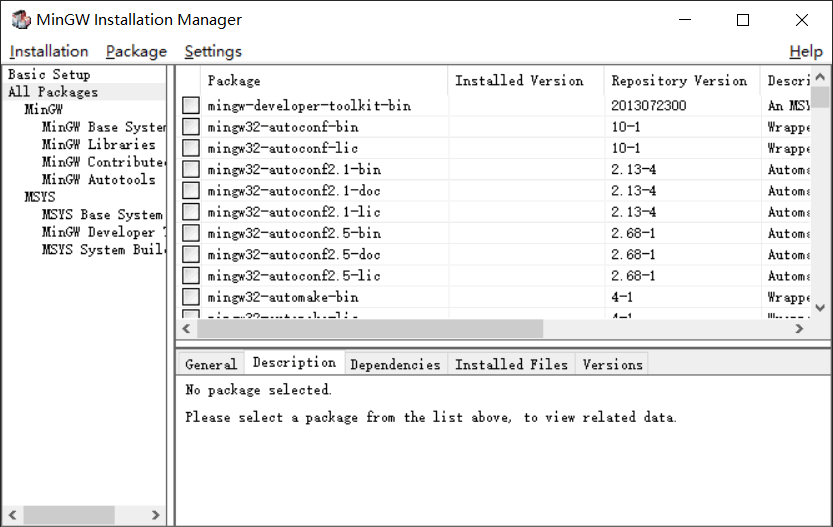 MinGW Installation Manager
Installation Package Settings Help
Basic Setup
All Packages
MinGW
MinGW Base System
MinGW Libraries
MinGW Contribute
MinGW Autotools
MSYS
MSYS Base System
MinGW Developer
MSYS System Buil
Package Installed Version Repository Version Descri
mingw-developer-toolkit-bin 2013072300 An MSY
mingw32-autoconf-bin 10-1 Wrappe
mingw32-autoconf-lic 10-1 Wrappe
mingw32-autoconf2.1-bin 2.13-4 Automa
mingw32-autoconf2.1-doc 2.13-4 Automa
mingw32-autoconf2.1-lic 2.13-4 Automa
mingw32-autoconf2.5-bin 2.68-1 Automa
mingw32-autoconf2.5-doc 2.68-1 Automa
mingw32-autoconf2.5-lic 2.68-1 Automa
mingw32-automake-bin 4-1 Wrappe
General Description Dependencies Installed Files Versions
No package selected.
Please select a package from the list above, to view related data.